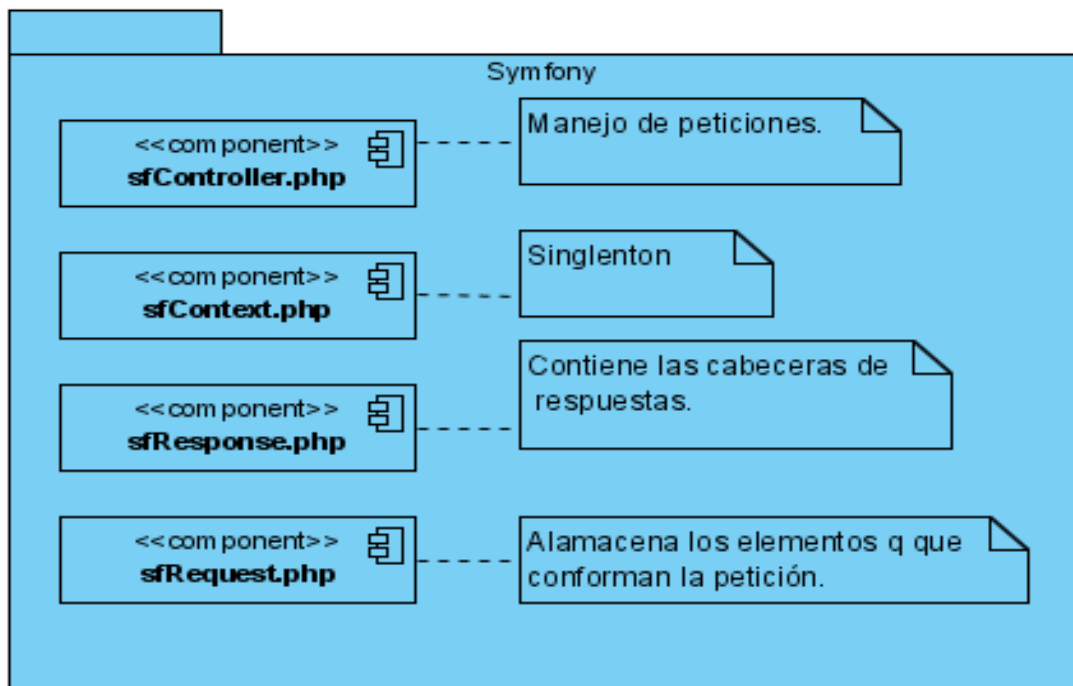 Symfony
<<component>>
sfController.php
Manejo de peticiones.
<<component>>
sfContext.php
Singlenton
<<component>>
sfResponse.php
Contiene las cabeceras de
respuestas.
<<component>>
sfRequest.php
Alamacena los elementos q que
conforman la petición.